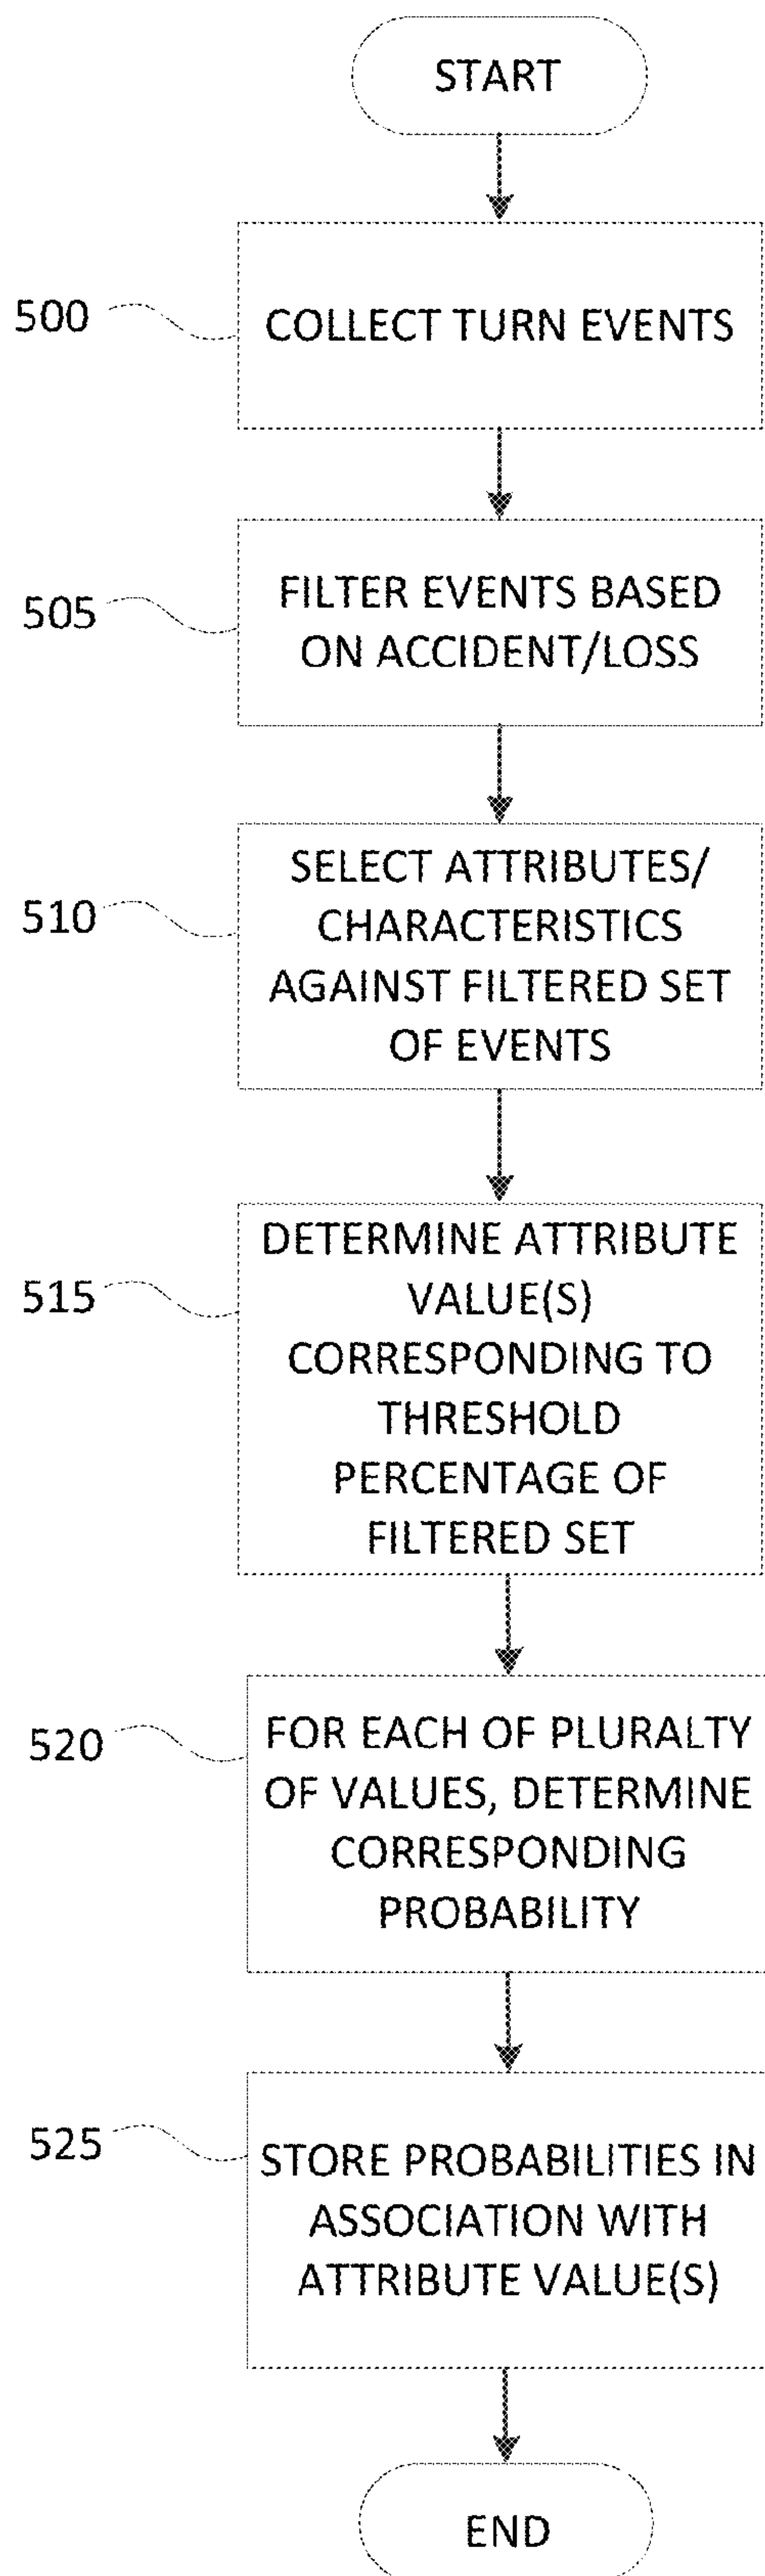 START
500
COLLECT TURN EVENTS
505
FILTER EVENTS BASED
ON ACCIDENT/LOSS
510
SELECT ATTRIBUTES/
CHARACTERISTICS
AGAINST FILTERED SET
OF EVENTS
515
DETERMINE ATTRIBUTE
VALUE(S)
CORRESPONDING TO
THRESHOLD
PERCENTAGE OF
FILTERED SET
520
FOR EACH OF PLURALTY
OF VALUES, DETERMINE
CORRESPONDING
PROBABILITY
525
STORE PROBABILITIES IN
ASSOCIATION WITH
ATTRIBUTE VALUE(S)
END